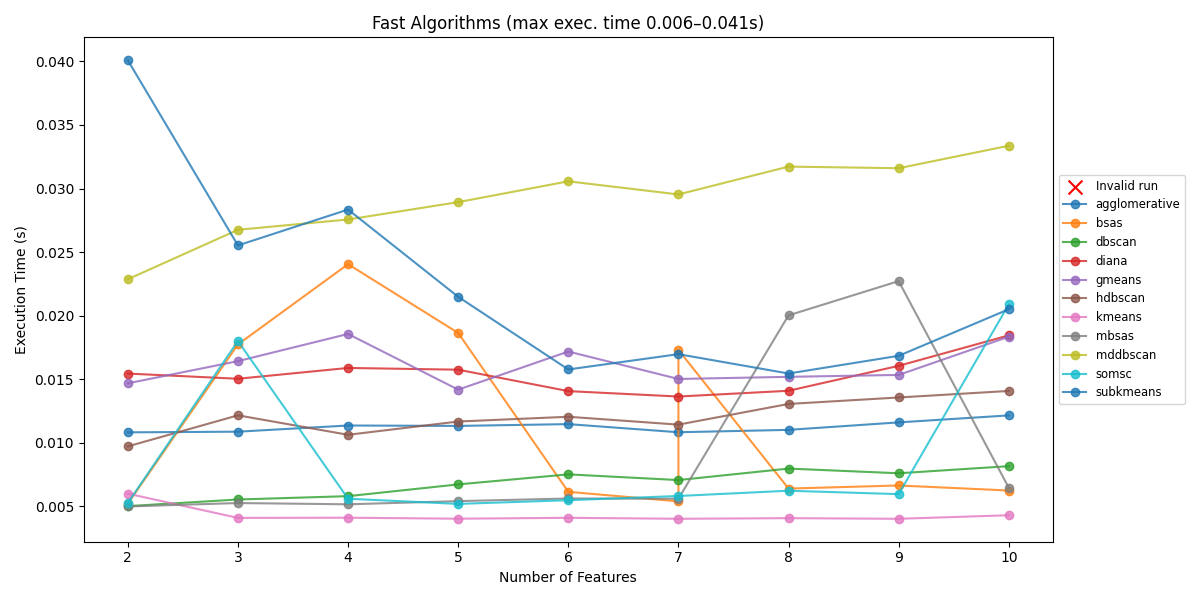 Fast Algorithms (max exec. time 0.006–0.041s)
Execution Time (s)
0.040
0.035
0.030
0.025
0.020
0.015
0.010
0.005
2 3 4 5 6 7 8 9 10
Number of Features
Invalid run
agglomerative
bsas
dbscan
diana
gmeans
hdbscan
kmeans
mbsas
mddbscan
somsc
subkmeans